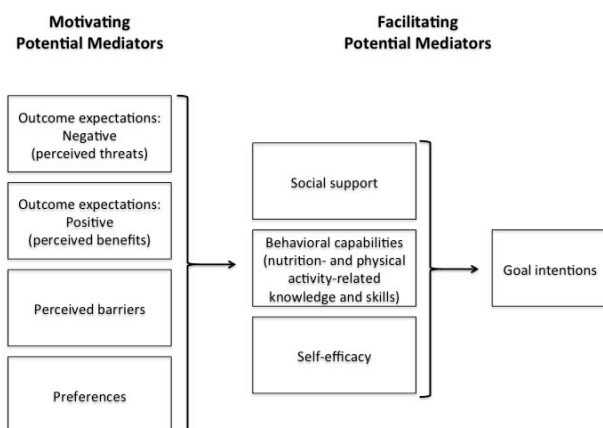 Motivating
Potential Mediators
Facilitating
Potential Mediators
Outcome expectations:
Negative
(perceived threats)
Outcome expectations:
Positive
(perceived benefits)
Perceived barriers
Preferences
Social support
Behavioral capabilities
(nutrition- and physical
activity-related
knowledge and skills)
Self-efficacy
Goal intentions